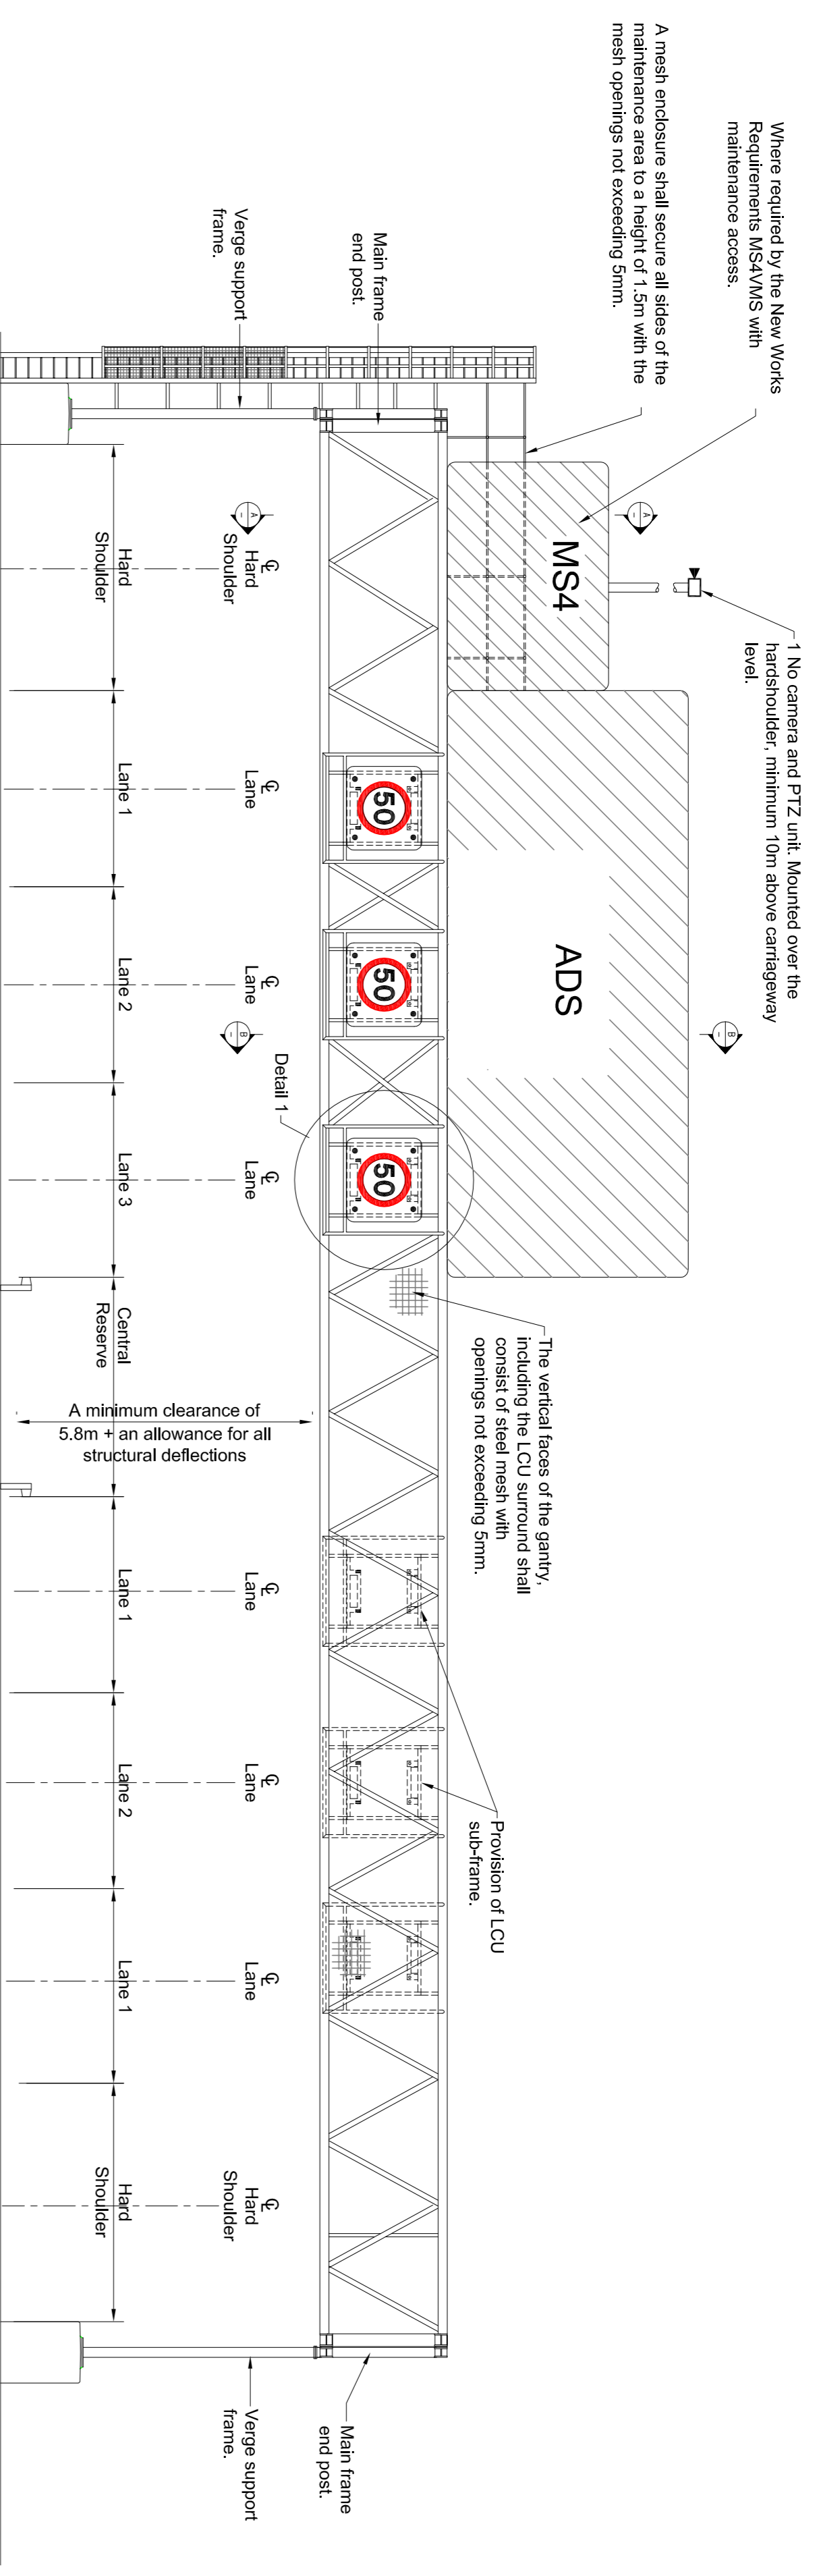 Where required by the New Works
Requirements MS4VMS with
maintenance access.
A mesh enclosure shall secure all sides of the
maintenance area to a height of 1.5m with the
mesh openings not exceeding 5mm.
1 No camera and PTZ unit. Mounted over the
hardshoulder, minimum 10m above carriageway
level.
Main frame
end post.
Verge support
frame.
MS4
ADS
A
-
A
-
B
-
B
-
50
50
50
Detail 1
The vertical faces of the gantry,
including the LCU surround shall
consist of steel mesh with
openings not exceeding 5mm.
Provision of LCU
sub-frame.
Main frame
end post.
Verge support
frame.
A minimum clearance of
5.8m + an allowance for all
structural deflections
℄
Hard
Shoulder
℄
Lane
℄
Lane
℄
Lane
℄
Lane
℄
Lane
℄
Lane
℄
Hard
Shoulder
Hard
Shoulder
Lane 1
Lane 2
Lane 3
Central
Reserve
Lane 1
Lane 2
Lane 1
Hard
Shoulder